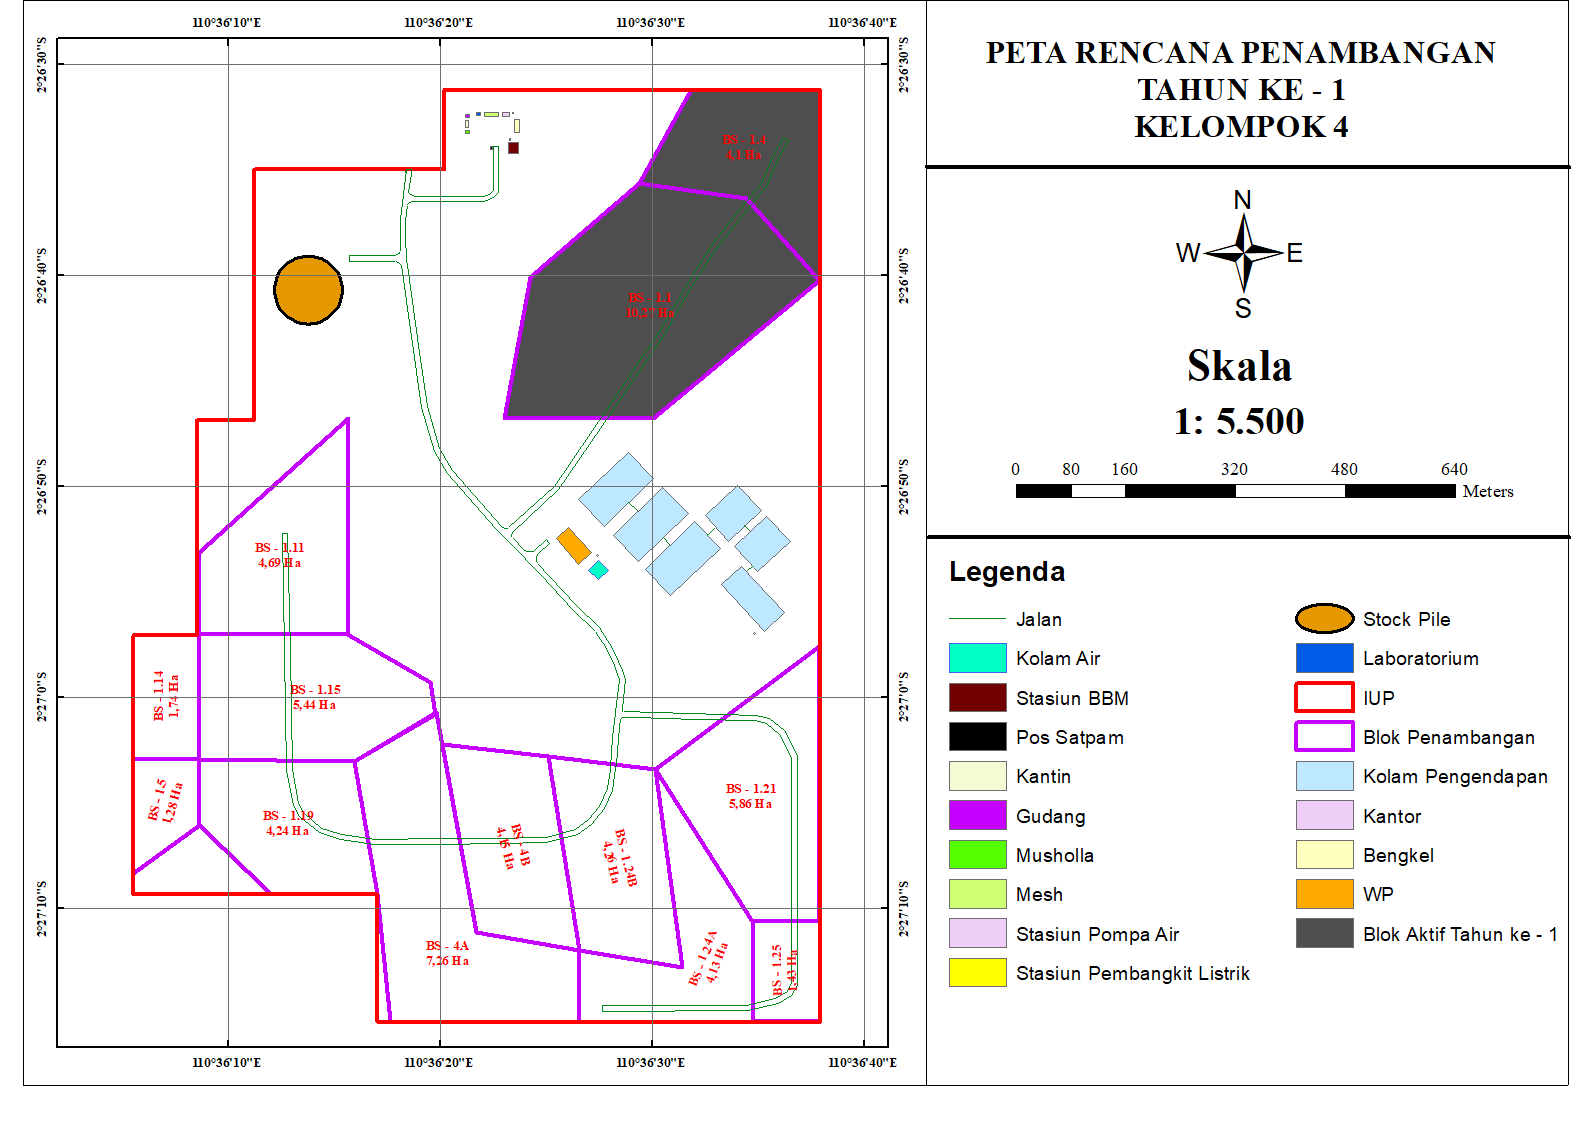 110°36'10"E
110°36'20"E
110°36'30"E
110°36'40"E
2°26'30"S
2°26'30"S
2°26'40"S
2°26'40"S
2°26'50"S
2°26'50"S
2°27'0"S
2°27'0"S
2°27'10"S
2°27'10"S
4,1 Ha
BS - 1.1
10,27 Ha
BS - 1.11
4,69 Ha
BS - 1.14
1,74 Ha
BS - 1.15
5,44 Ha
BS - 1.5
1,28 Ha
BS - 1.19
4,24 Ha
BS - 4B
4,15 Ha
BS - 1.24B
4,26 Ha
BS - 1.21
5,86 Ha
BS - 4A
7,26 Ha
BS - 1.24A
4,13 Ha
BS - 1.25
1,43 Ha
110°36'10"E
110°36'20"E
110°36'30"E
110°36'40"E
PETA RENCANA PENAMBANGAN
TAHUN KE - 1
KELOMPOK 4
N
W
E
S
Skala
1: 5.500
0 80 160 320 480 640
Meters
Legenda
Jalan
Kolam Air
Stasiun BBM
Pos Satpam
Kantin
Gudang
Musholla
Mesh
Stasiun Pompa Air
Stasiun Pembangkit Listrik
Stock Pile
Laboratorium
IUP
Blok Penambangan
Kolam Pengendapan
Kantor
Bengkel
WP
Blok Aktif Tahun ke - 1